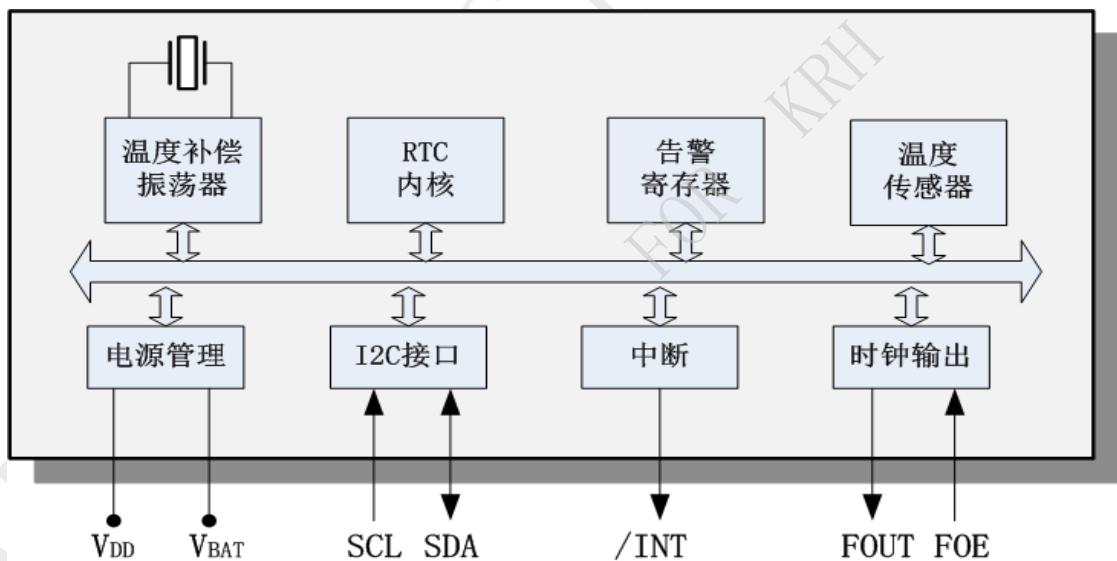 FOR KRH
温度补偿
振荡器
RTC
内核
告警
寄存器
温度
传感器
电源管理
I2C接口
中断
时钟输出
VDD VBAT SCL SDA /INT FOUT FOE